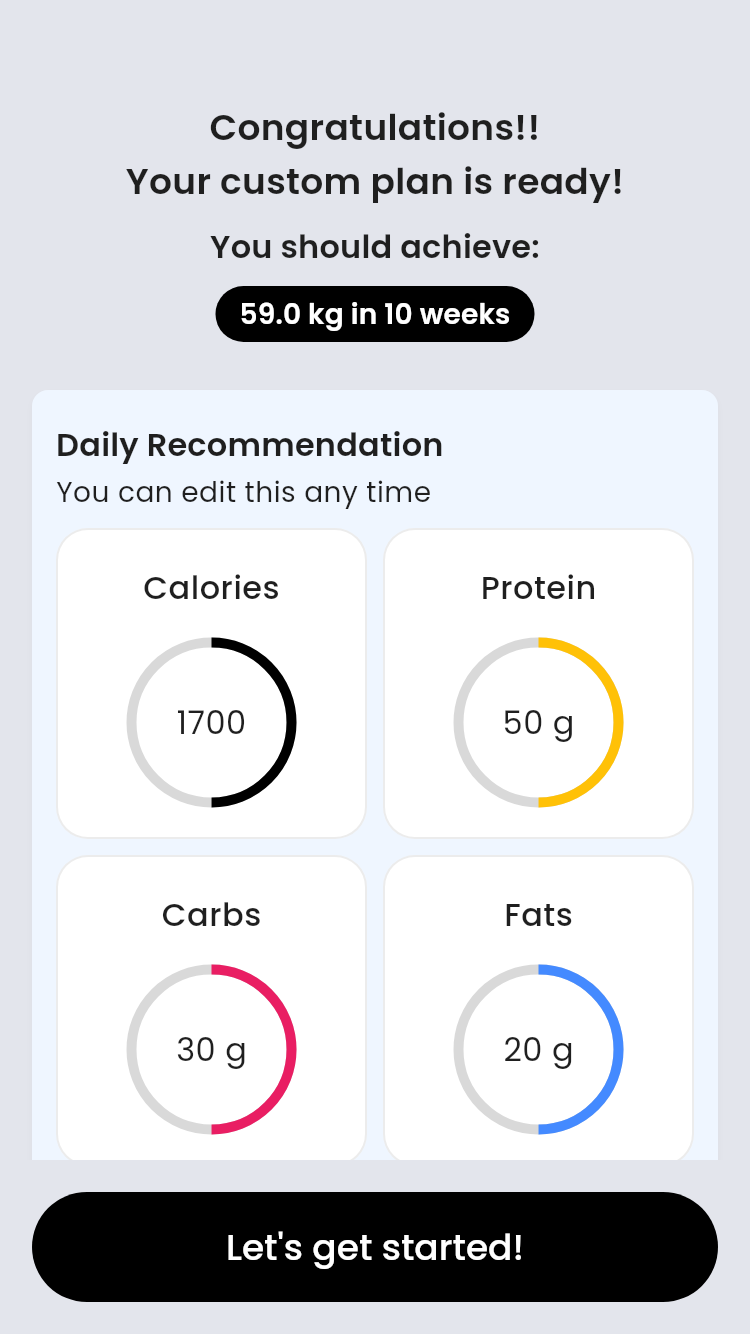 Congratulations!!
Your custom plan is ready!
You should achieve:
59.0 kg in 10 weeks
Daily Recommendation
You can edit this any time
Calories
1700
Protein
50 g
Carbs
30 g
Fats
20 g
Let's get started!